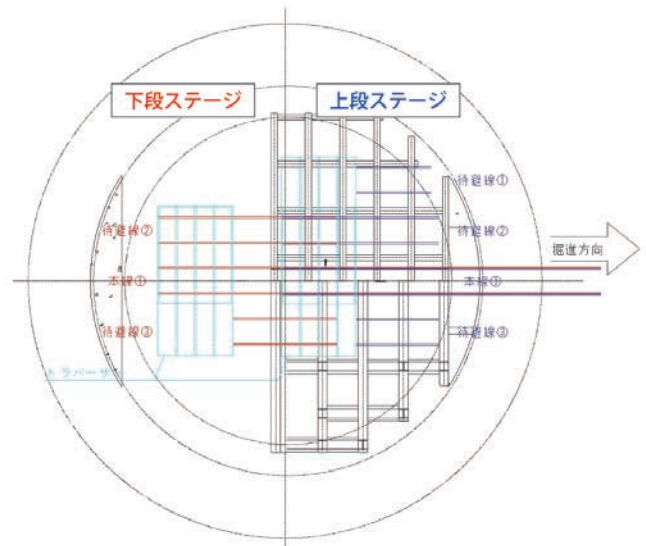 下段ステージ
上段ステージ
待避線①
待避線②
待避線②
掘進方向
本線①
本線①
待避線③
待避線③
トラバーサ